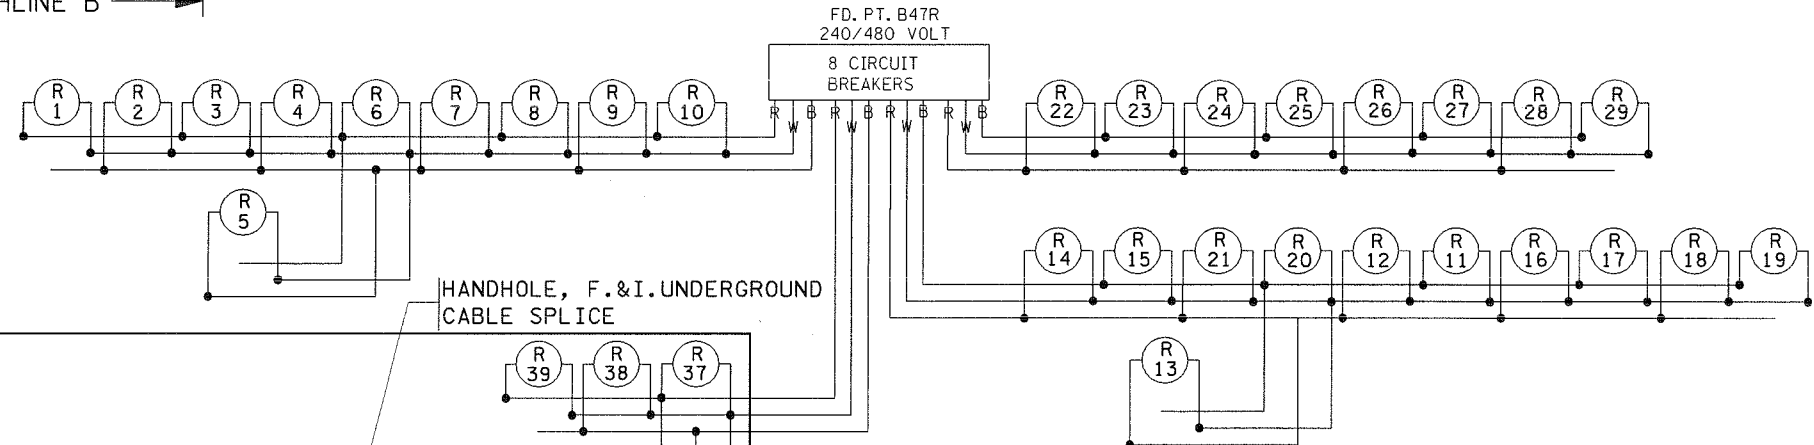 HLINE B
FD. PT. B47R
240/480 VOLT
8 CIRCUIT
BREAKERS
R W B R W B R W B R W B
R 1
R 2
R 3
R 4
R 6
R 7
R 8
R 9
R 10
R 22
R 23
R 24
R 25
R 26
R 27
R 28
R 29
R 5
R 14
R 15
R 21
R 20
R 12
R 11
R 16
R 17
R 18
R 19
HANDHOLE, F.&I. UNDERGROUND
CABLE SPLICE
R 39
R 38
R 37
R 13